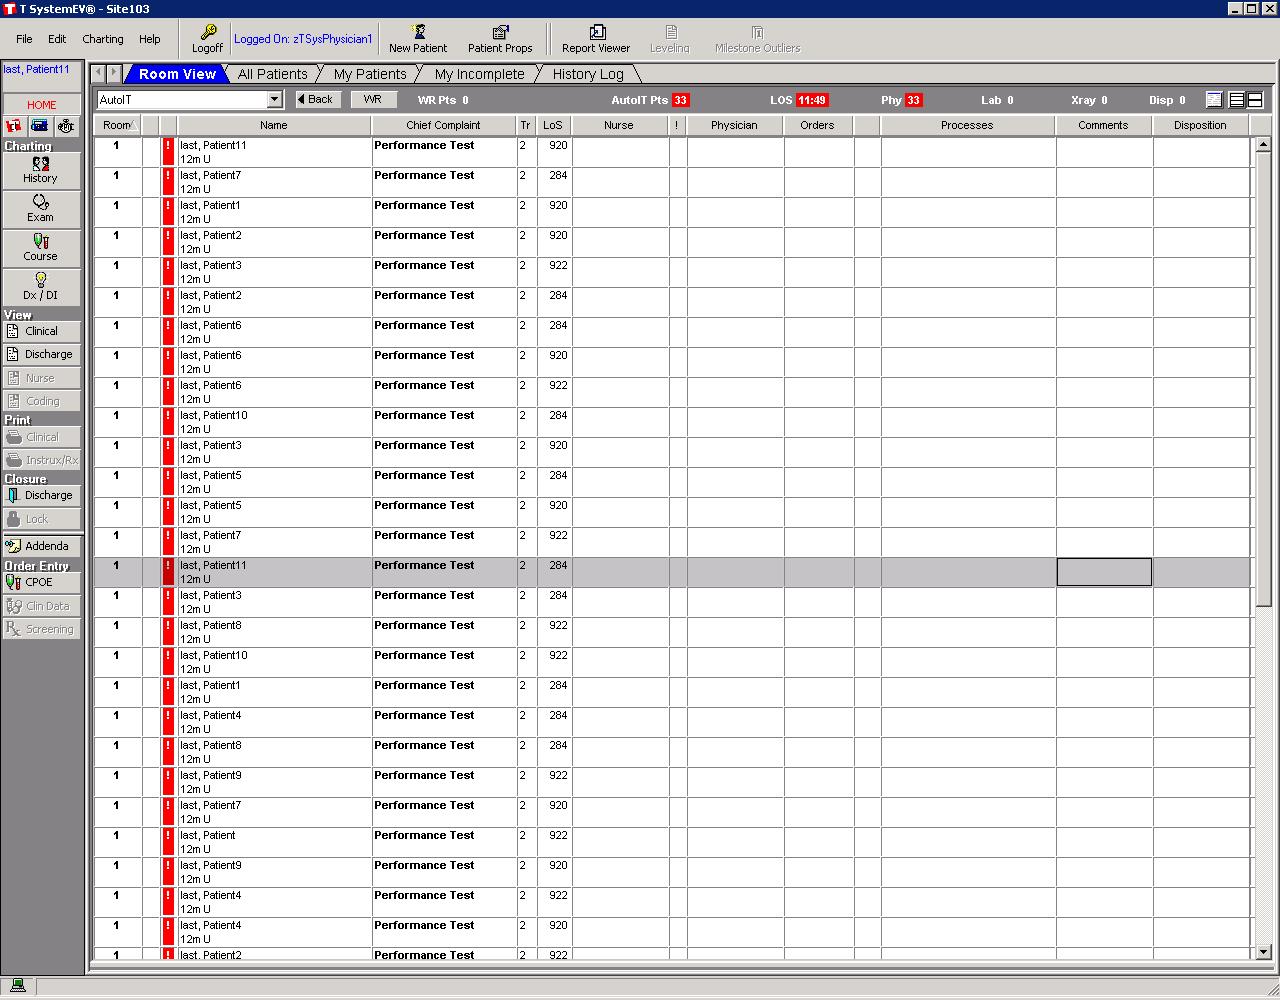 T SystemEV® - Site103
File Edit Charting Help
Logoff
Logged On: zTSysPhysician1
New Patient
Patient Props
Report Viewer
Leveling
Milestone Outliers
last, Patient11
HOME
Charting
History
Exam
Course
Dx / DI
View
Clinical
Discharge
Nurse
Coding
Print
Clinical
Instrux/Rx
Closure
Discharge
Lock
Addenda
Order Entry
CPOE
Clin Data
Screening
Room View All Patients My Patients My Incomplete History Log
AutoIT Back WR WR Pts 0 AutoIT Pts 33 LOS 11:49 Phy 33 Lab 0 Xray 0 Disp 0
Room Name Chief Complaint Tr LoS Nurse ! Physician Orders Processes Comments Disposition
1 ! last, Patient11 Performance Test 2 920
12m U
1 ! last, Patient7 Performance Test 2 284
12m U
1 ! last, Patient1 Performance Test 2 920
12m U
1 ! last, Patient2 Performance Test 2 920
12m U
1 ! last, Patient3 Performance Test 2 922
12m U
1 ! last, Patient2 Performance Test 2 284
12m U
1 ! last, Patient6 Performance Test 2 284
12m U
1 ! last, Patient6 Performance Test 2 920
12m U
1 ! last, Patient6 Performance Test 2 922
12m U
1 ! last, Patient10 Performance Test 2 284
12m U
1 ! last, Patient3 Performance Test 2 920
12m U
1 ! last, Patient5 Performance Test 2 284
12m U
1 ! last, Patient5 Performance Test 2 920
12m U
1 ! last, Patient7 Performance Test 2 922
12m U
1 ! last, Patient11 Performance Test 2 284
12m U
1 ! last, Patient3 Performance Test 2 284
12m U
1 ! last, Patient8 Performance Test 2 922
12m U
1 ! last, Patient10 Performance Test 2 922
12m U
1 ! last, Patient1 Performance Test 2 284
12m U
1 ! last, Patient4 Performance Test 2 284
12m U
1 ! last, Patient8 Performance Test 2 284
12m U
1 ! last, Patient9 Performance Test 2 922
12m U
1 ! last, Patient7 Performance Test 2 920
12m U
1 ! last, Patient Performance Test 2 922
12m U
1 ! last, Patient9 Performance Test 2 920
12m U
1 ! last, Patient4 Performance Test 2 922
12m U
1 ! last, Patient4 Performance Test 2 920
12m U
1 ! last, Patient2 Performance Test 2 922